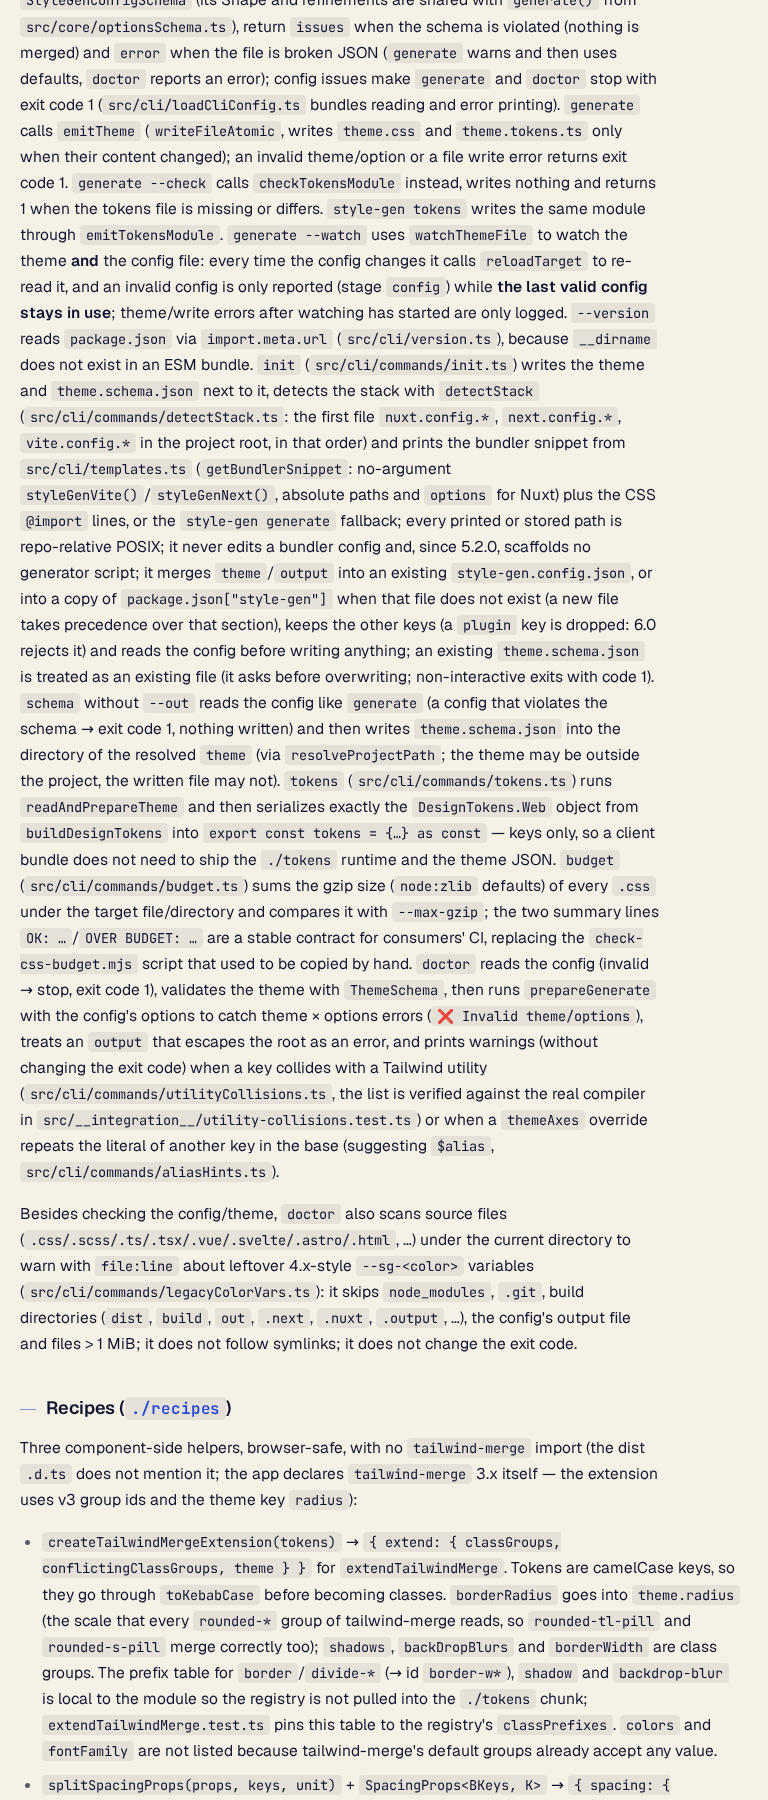 StyleGenConfigSchema (its Shape and refinements are shared with generate() from
src/core/optionsSchema.ts ), return issues when the schema is violated (nothing is
merged) and error when the file is broken JSON ( generate warns and then uses
defaults, doctor reports an error); config issues make generate and doctor stop with
exit code 1 ( src/cli/loadCliConfig.ts bundles reading and error printing). generate
calls emitTheme ( writeFileAtomic , writes theme.css and theme.tokens.ts only
when their content changed); an invalid theme/option or a file write error returns exit
code 1. generate --check calls checkTokensModule instead, writes nothing and returns
1 when the tokens file is missing or differs. style-gen tokens writes the same module
through emitTokensModule . generate --watch uses watchThemeFile to watch the
theme and the config file: every time the config changes it calls reloadTarget to re-
read it, and an invalid config is only reported (stage config ) while the last valid config
stays in use; theme/write errors after watching has started are only logged. --version
reads package.json via import.meta.url ( src/cli/version.ts ), because __dirname
does not exist in an ESM bundle. init ( src/cli/commands/init.ts ) writes the theme
and theme.schema.json next to it, detects the stack with detectStack
( src/cli/commands/detectStack.ts : the first file nuxt.config.* , next.config.* ,
vite.config.* in the project root, in that order) and prints the bundler snippet from
src/cli/templates.ts ( getBundlerSnippet : no-argument
styleGenVite() / styleGenNext() , absolute paths and options for Nuxt) plus the CSS
@import lines, or the style-gen generate fallback; every printed or stored path is
repo-relative POSIX; it never edits a bundler config and, since 5.2.0, scaffolds no
generator script; it merges theme / output into an existing style-gen.config.json , or
into a copy of package.json["style-gen"] when that file does not exist (a new file
takes precedence over that section), keeps the other keys (a plugin key is dropped: 6.0
rejects it) and reads the config before writing anything; an existing theme.schema.json
is treated as an existing file (it asks before overwriting; non-interactive exits with code 1).
schema without --out reads the config like generate (a config that violates the
schema → exit code 1, nothing written) and then writes theme.schema.json into the
directory of the resolved theme (via resolveProjectPath ; the theme may be outside
the project, the written file may not). tokens ( src/cli/commands/tokens.ts ) runs
readAndPrepareTheme and then serializes exactly the DesignTokens.Web object from
buildDesignTokens into export const tokens = {…} as const — keys only, so a client
bundle does not need to ship the ./tokens runtime and the theme JSON. budget
( src/cli/commands/budget.ts ) sums the gzip size ( node:zlib defaults) of every .css
under the target file/directory and compares it with --max-gzip ; the two summary lines
OK: … / OVER BUDGET: … are a stable contract for consumers' CI, replacing the check-
css-budget.mjs script that used to be copied by hand. doctor reads the config (invalid
→ stop, exit code 1), validates the theme with ThemeSchema , then runs prepareGenerate
with the config's options to catch theme × options errors ( ❌ Invalid theme/options ),
treats an output that escapes the root as an error, and prints warnings (without
changing the exit code) when a key collides with a Tailwind utility
( src/cli/commands/utilityCollisions.ts , the list is verified against the real compiler
in src/__integration__/utility-collisions.test.ts ) or when a themeAxes override
repeats the literal of another key in the base (suggesting $alias ,
src/cli/commands/aliasHints.ts ).
Besides checking the config/theme, doctor also scans source files
( .css/.scss/.ts/.tsx/.vue/.svelte/.astro/.html , …) under the current directory to
warn with file:line about leftover 4.x-style --sg-<color> variables
( src/cli/commands/legacyColorVars.ts ): it skips node_modules , .git , build
directories ( dist , build , out , .next , .nuxt , .output , …), the config's output file
and files > 1 MiB; it does not follow symlinks; it does not change the exit code.
— Recipes ( ./recipes )
Three component-side helpers, browser-safe, with no tailwind-merge import (the dist
.d.ts does not mention it; the app declares tailwind-merge 3.x itself — the extension
uses v3 group ids and the theme key radius ):
• createTailwindMergeExtension(tokens) → { extend: { classGroups,
conflictingClassGroups, theme } } for extendTailwindMerge . Tokens are camelCase keys, so
they go through toKebabCase before becoming classes. borderRadius goes into theme.radius
(the scale that every rounded-* group of tailwind-merge reads, so rounded-tl-pill and
rounded-s-pill merge correctly too); shadows , backDropBlurs and borderWidth are class
groups. The prefix table for border / divide-* (→ id border-w* ), shadow and backdrop-blur
is local to the module so the registry is not pulled into the ./tokens chunk;
extendTailwindMerge.test.ts pins this table to the registry's classPrefixes . colors and
fontFamily are not listed because tailwind-merge's default groups already accept any value.
• splitSpacingProps(props, keys, unit) + SpacingProps<BKeys, K> → { spacing: {